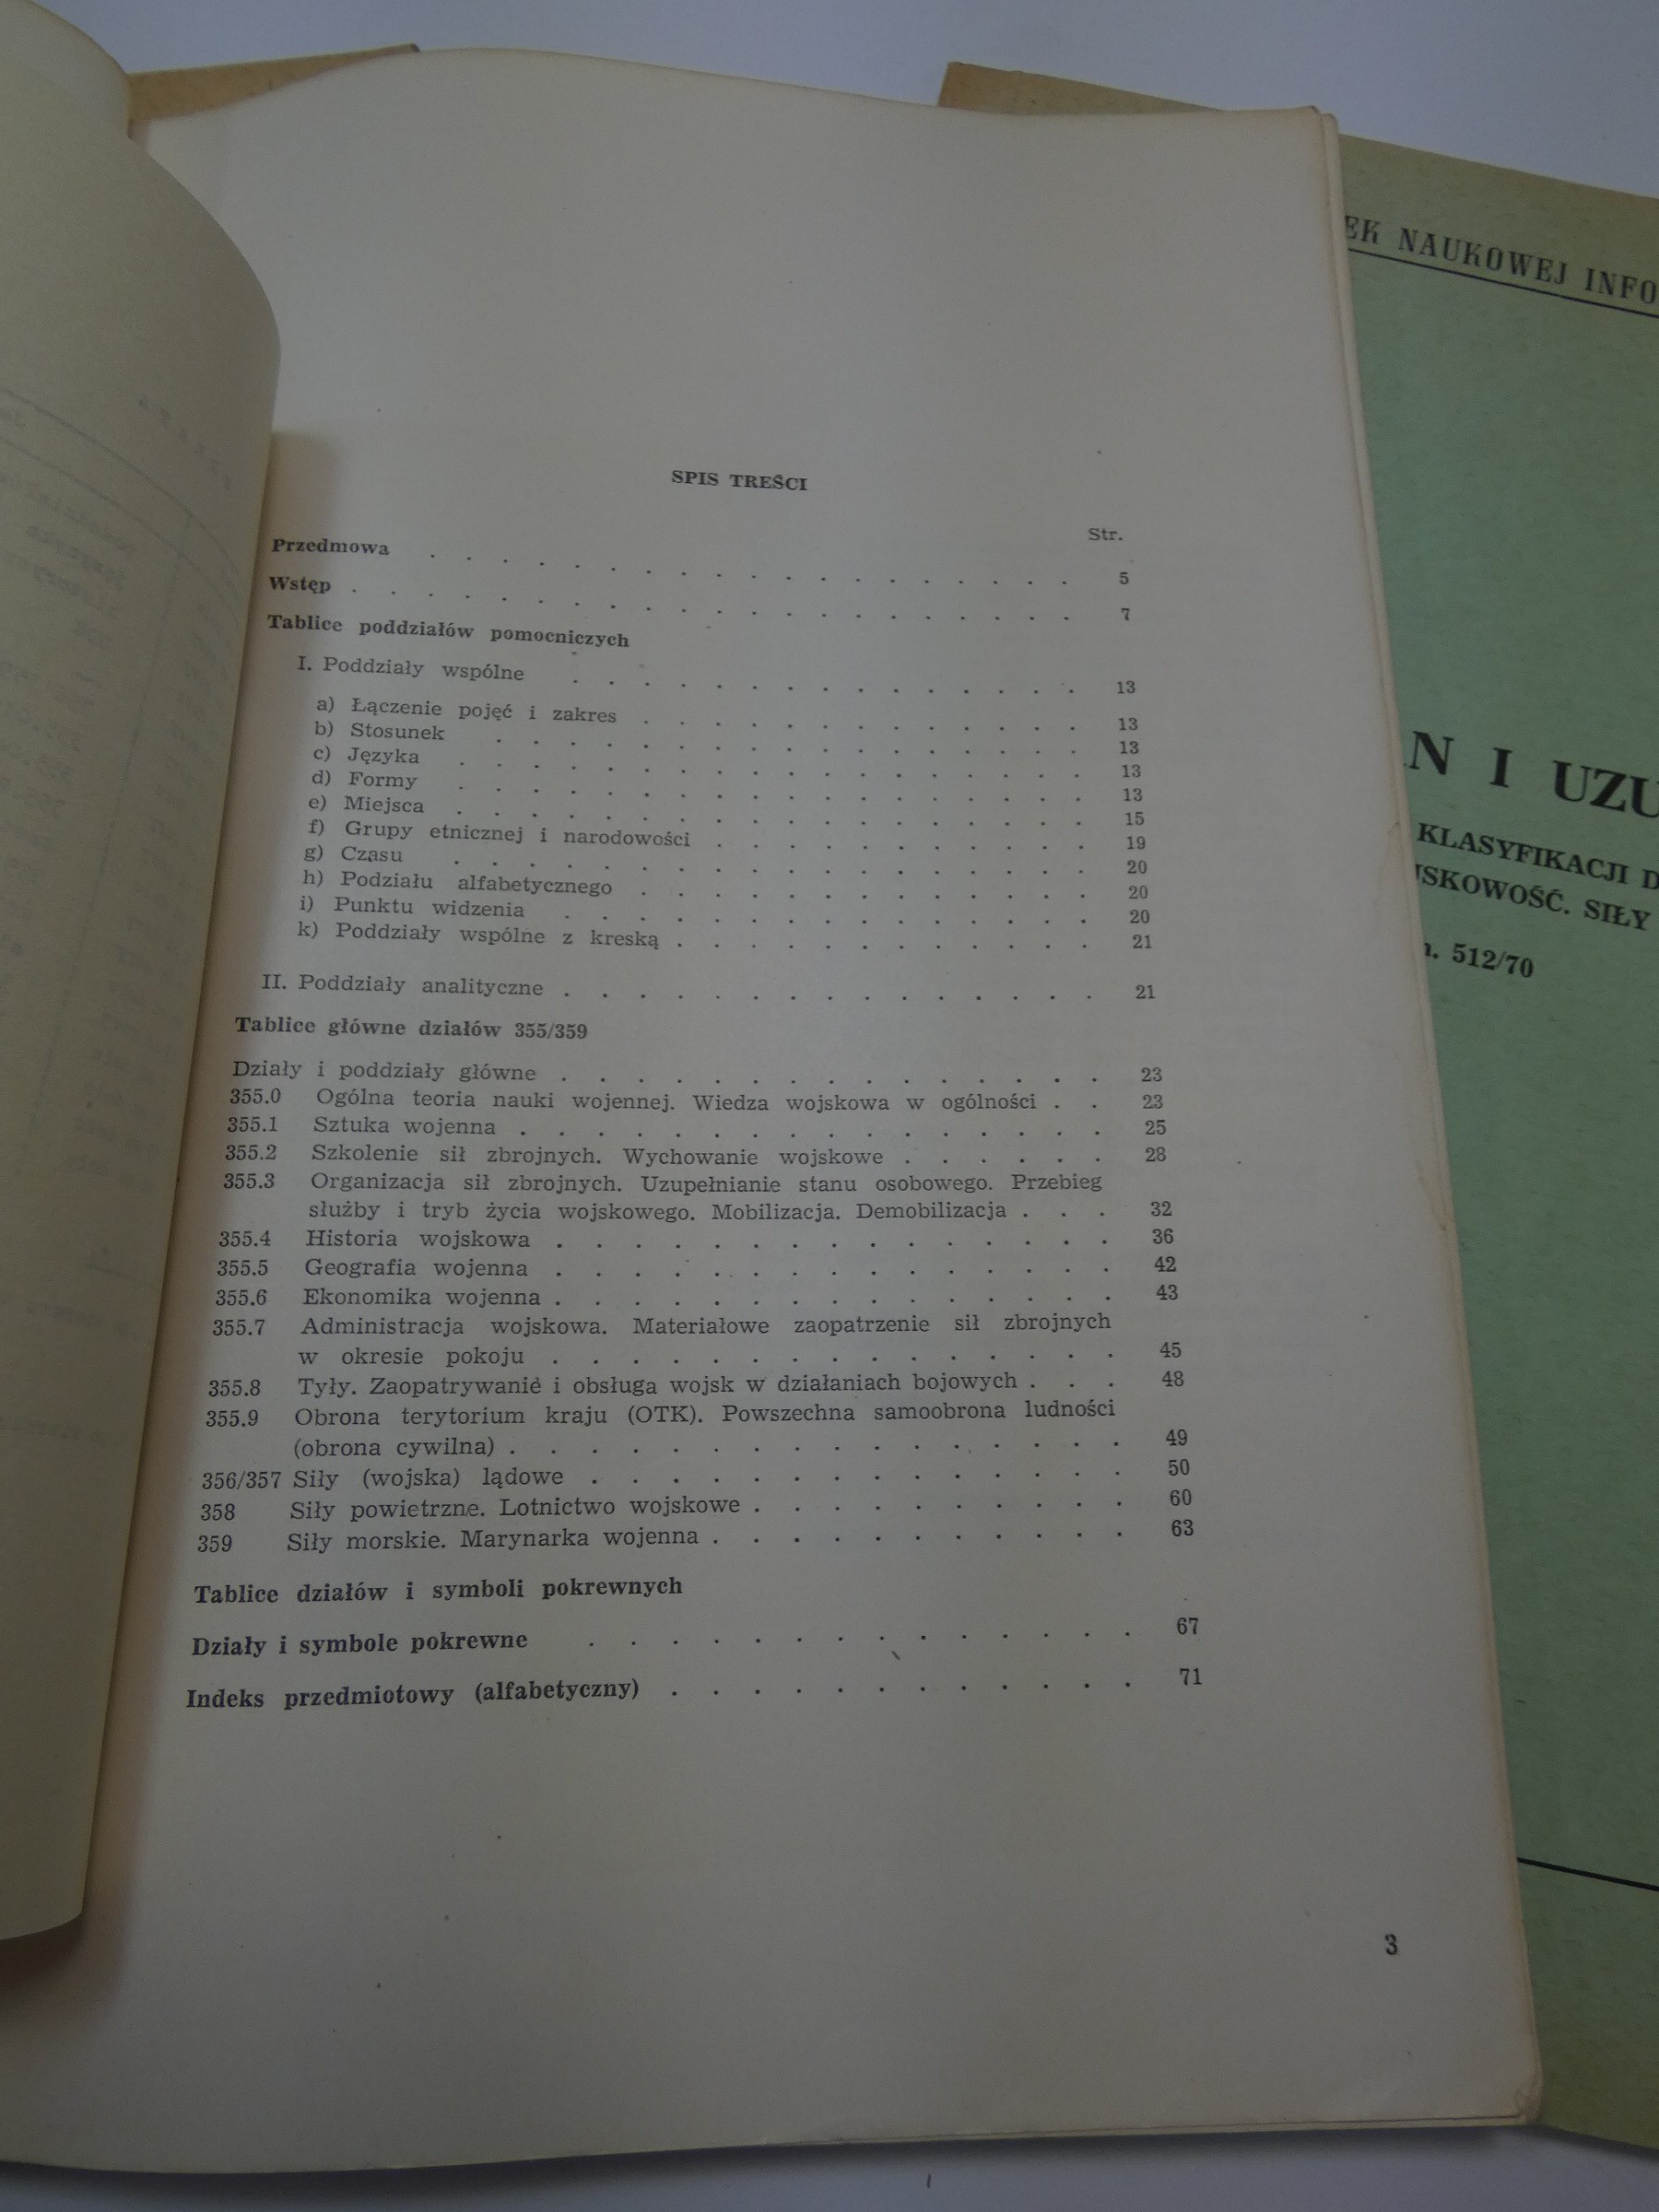 SPIS TREŚCI
Str.
Przedmowa . . . . . . . . . . . . . . . . . . 5
Wstęp . . . . . . . . . . . . . . . . . . . . 7
Tablice poddziałów pomocniczych
I. Poddziały wspólne . . . . . . . . . . . . . . . 13
a) Łączenie pojęć i zakres . . . . . . . . . . . . . 13
b) Stosunek . . . . . . . . . . . . . . . . . 13
c) Języka . . . . . . . . . . . . . . . . . . 13
d) Formy . . . . . . . . . . . . . . . . . . 13
e) Miejsca . . . . . . . . . . . . . . . . . . 15
f) Grupy etnicznej i narodowości . . . . . . . . . . . 19
g) Czasu . . . . . . . . . . . . . . . . . . 20
h) Podziału alfabetycznego . . . . . . . . . . . . . 20
i) Punktu widzenia . . . . . . . . . . . . . . . 20
k) Poddziały wspólne z kreską . . . . . . . . . . . . 21
II. Poddziały analityczne . . . . . . . . . . . . . . . 21
Tablice główne działów 355/359
Działy i poddziały główne . . . . . . . . . . . . . . . 23
355.0 Ogólna teoria nauki wojennej. Wiedza wojskowa w ogólności . . 23
355.1 Sztuka wojenna . . . . . . . . . . . . . . . . 25
355.2 Szkolenie sił zbrojnych. Wychowanie wojskowe . . . . . . 28
355.3 Organizacja sił zbrojnych. Uzupełnianie stanu osobowego. Przebieg
służby i tryb życia wojskowego. Mobilizacja. Demobilizacja . . . 32
355.4 Historia wojskowa . . . . . . . . . . . . . . . 36
355.5 Geografia wojenna . . . . . . . . . . . . . . . 42
355.6 Ekonomika wojenna . . . . . . . . . . . . . . . 43
355.7 Administracja wojskowa. Materiałowe zaopatrzenie sił zbrojnych
w okresie pokoju . . . . . . . . . . . . . . . 45
355.8 Tyły. Zaopatrywanie i obsługa wojsk w działaniach bojowych . . . 48
355.9 Obrona terytorium kraju (OTK). Powszechna samoobrona ludności
(obrona cywilna) . . . . . . . . . . . . . . . . 49
356/357 Siły (wojska) lądowe . . . . . . . . . . . . . . 50
358 Siły powietrzne. Lotnictwo wojskowe . . . . . . . . . . 60
359 Siły morskie. Marynarka wojenna . . . . . . . . . . . 63
Tablice działów i symboli pokrewnych
Działy i symbole pokrewne . . . . . . . . . . . . . . 67
Indeks przedmiotowy (alfabetyczny) . . . . . . . . . . . . 71
3
EK NAUKOWEJ INFO
N I UZU
KLASYFIKACJI D
JSKOWOŚĆ. SIŁY
512/70